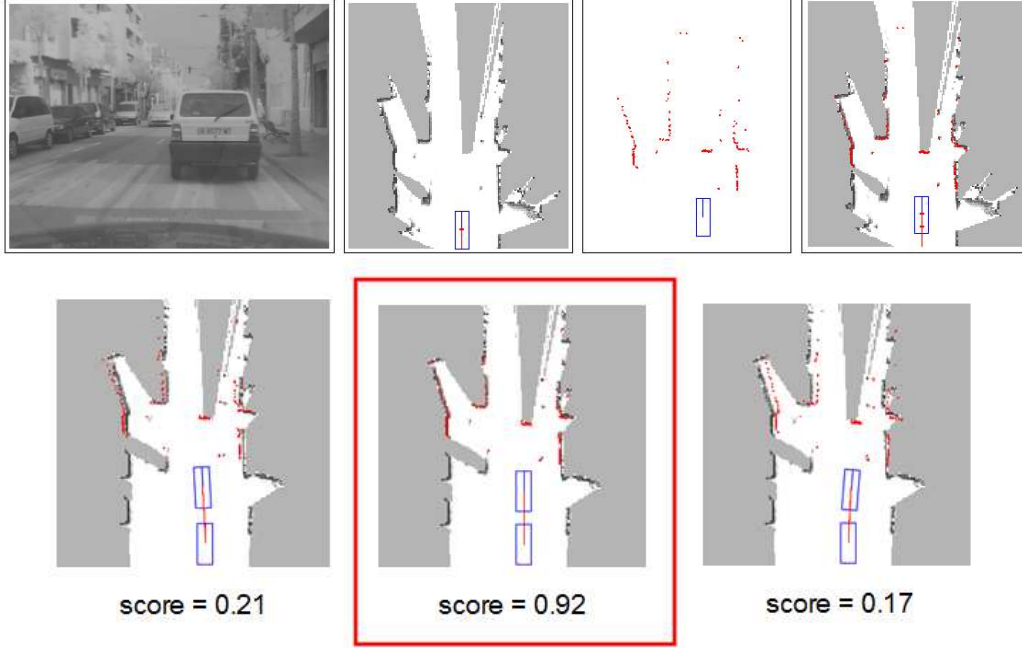 score = 0.21
score = 0.92
score = 0.17